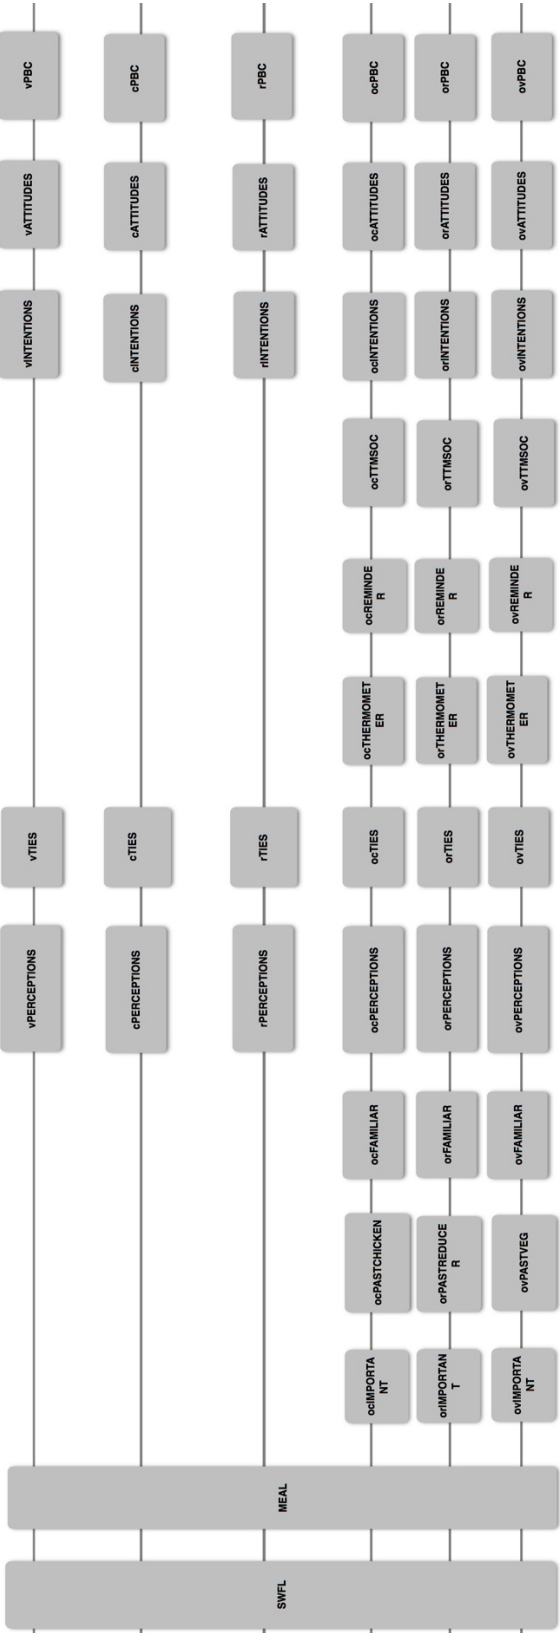 SWFL
MEAL
vPERCEPTIONS
vTIES
vINTENTIONS
vATTITUDES
vPBC
cPERCEPTIONS
cTIES
cINTENTIONS
cATTITUDES
cPBC
rPERCEPTIONS
rTIES
rINTENTIONS
rATTITUDES
rPBC
ocIMPORTA
NT
ocPASTCHICKEN
ocFAMILIAR
ocPERCEPTIONS
ocTIES
ocTHERMOMET
ER
ocREMINDE
R
ocTTMSOC
ocINTENTIONS
ocATTITUDES
ocPBC
orIMPORTAN
T
orPASTREDUCE
R
orFAMILIAR
orPERCEPTIONS
orTIES
orTHERMOMET
ER
orREMINDE
R
orTTMSOC
orINTENTIONS
orATTITUDES
orPBC
ovIMPORTA
NT
ovPASTVEG
ovFAMILIAR
ovPERCEPTIONS
ovTIES
ovTHERMOMET
ER
ovREMINDE
R
ovTTMSOC
ovINTENTIONS
ovATTITUDES
ovPBC